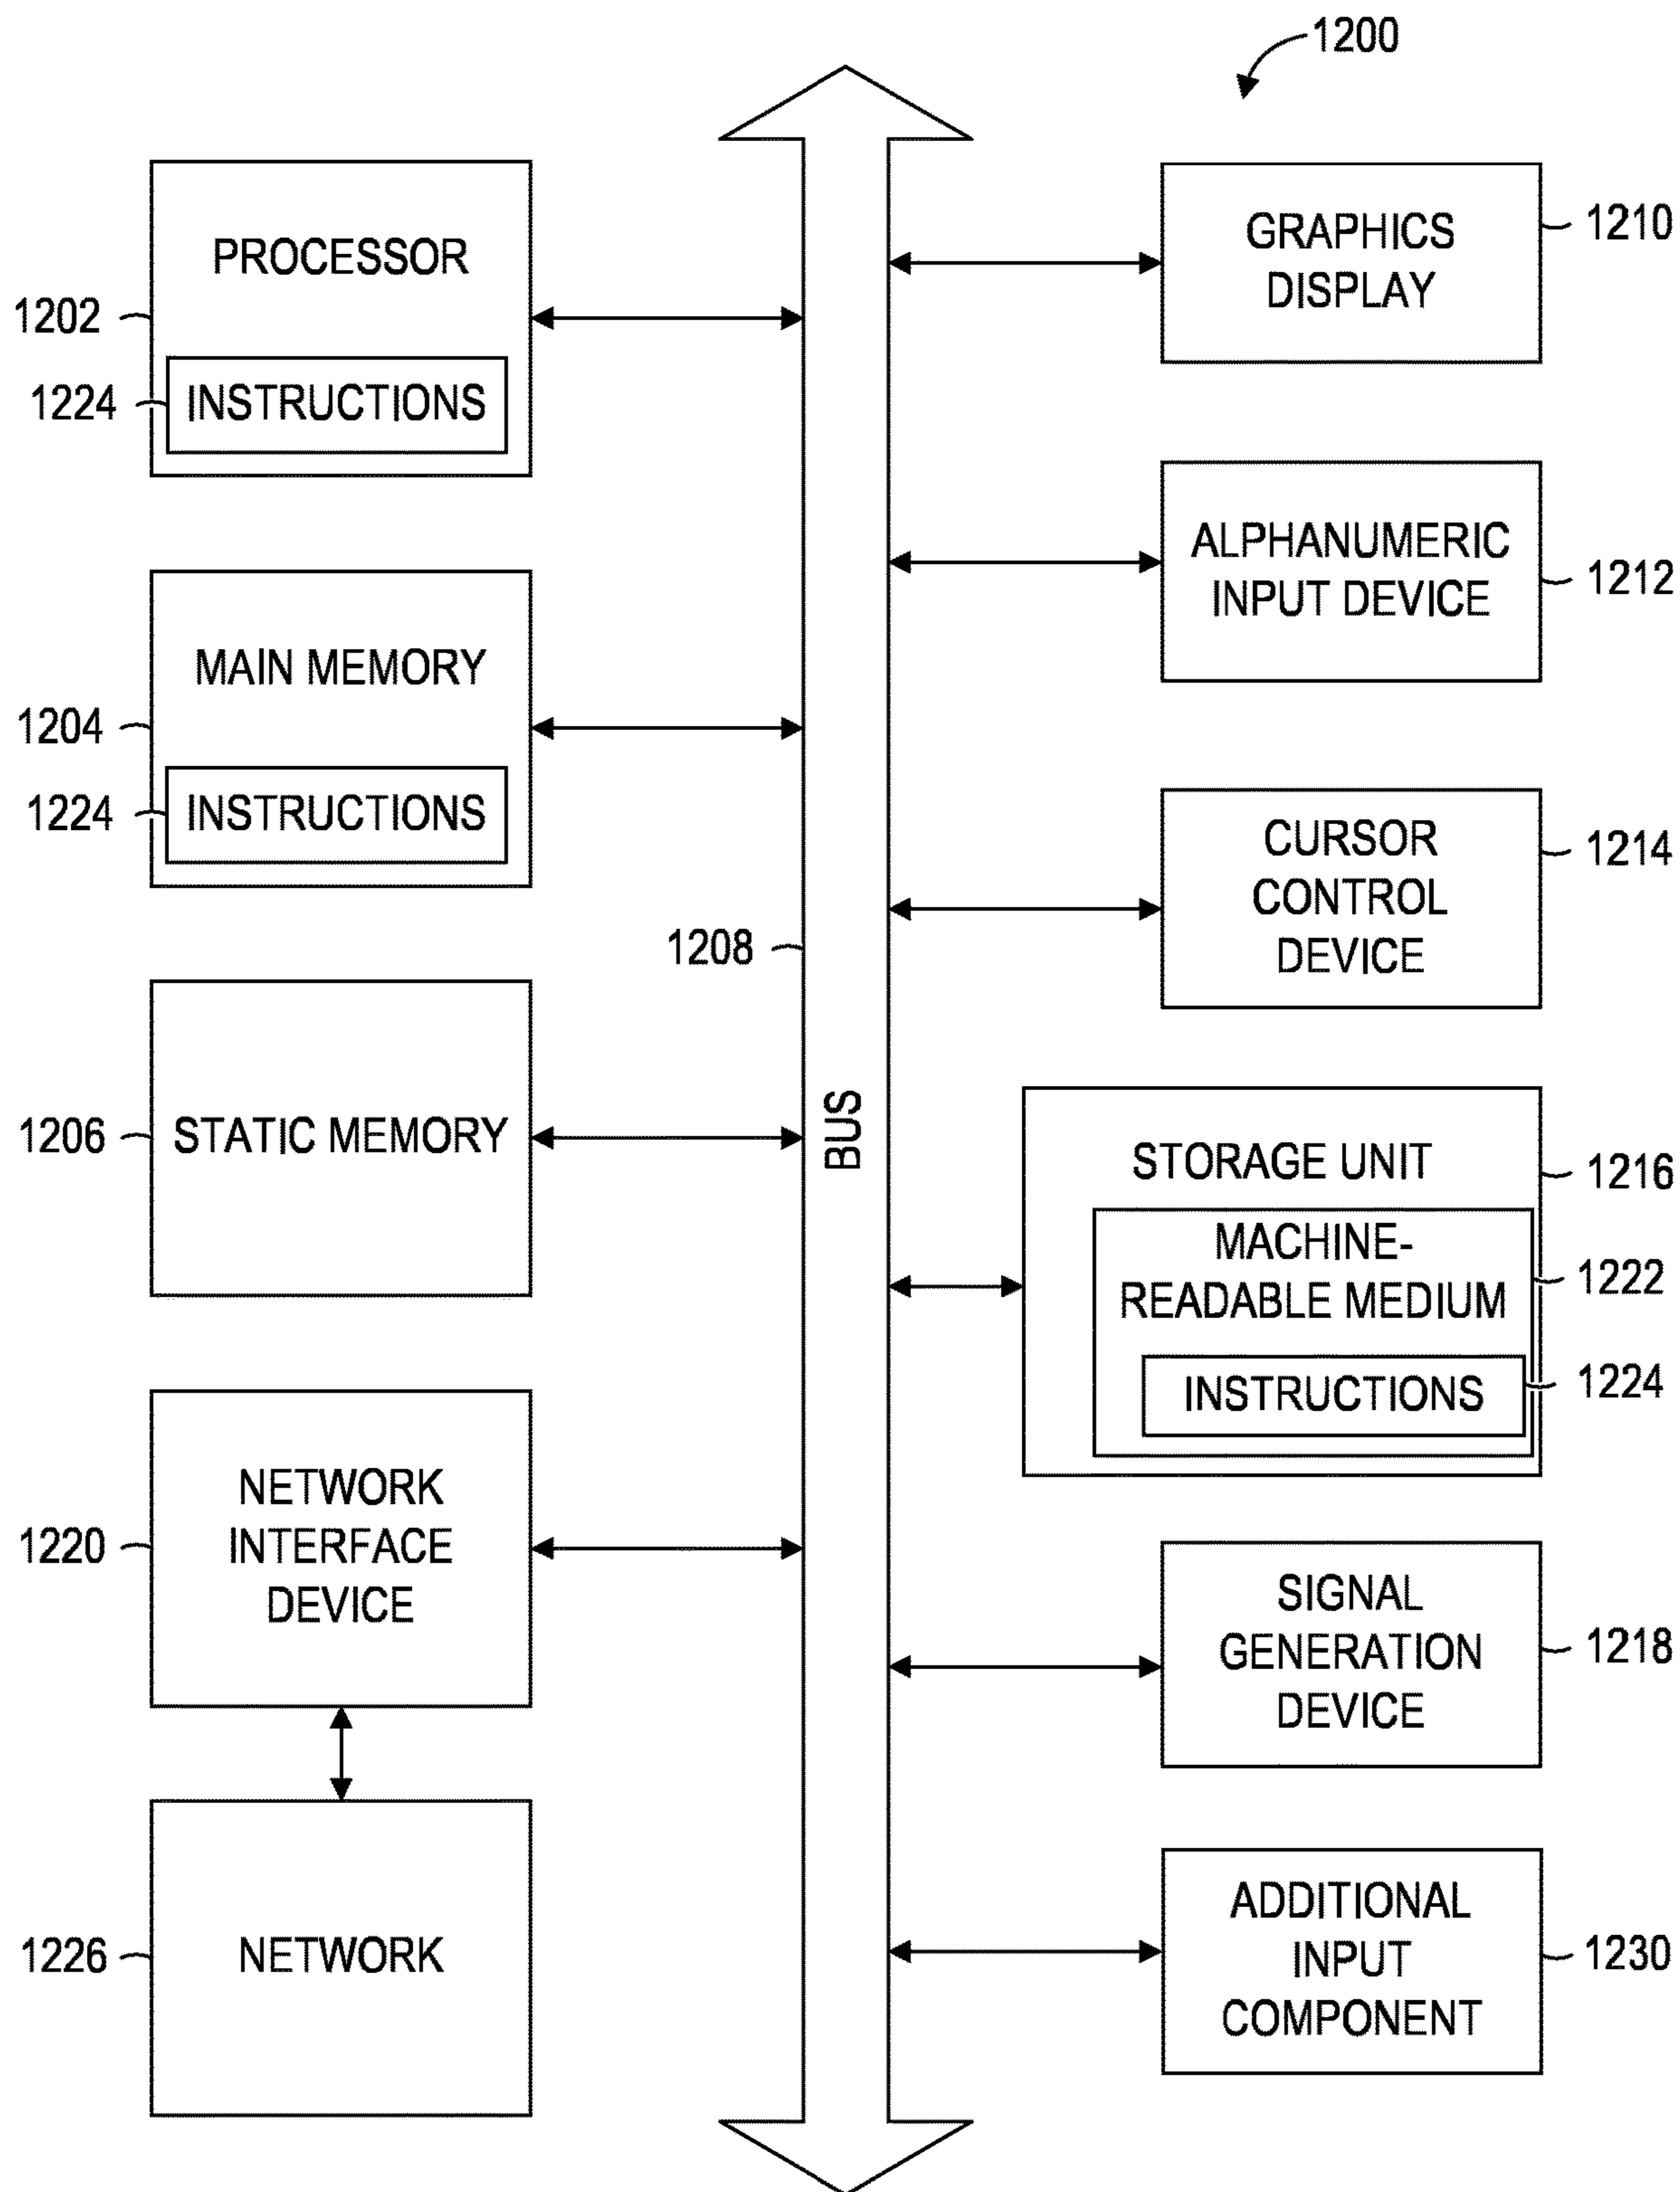 1200
PROCESSOR
1202
1224
INSTRUCTIONS
MAIN MEMORY
1204
1224
INSTRUCTIONS
1208
STATIC MEMORY
1206
BUS
NETWORK
INTERFACE
DEVICE
1220
NETWORK
1226
GRAPHICS
DISPLAY
1210
ALPHANUMERIC
INPUT DEVICE
1212
CURSOR
CONTROL
DEVICE
1214
STORAGE UNIT
1216
MACHINE-
READABLE MEDIUM
1222
INSTRUCTIONS
1224
SIGNAL
GENERATION
DEVICE
1218
ADDITIONAL
INPUT
COMPONENT
1230